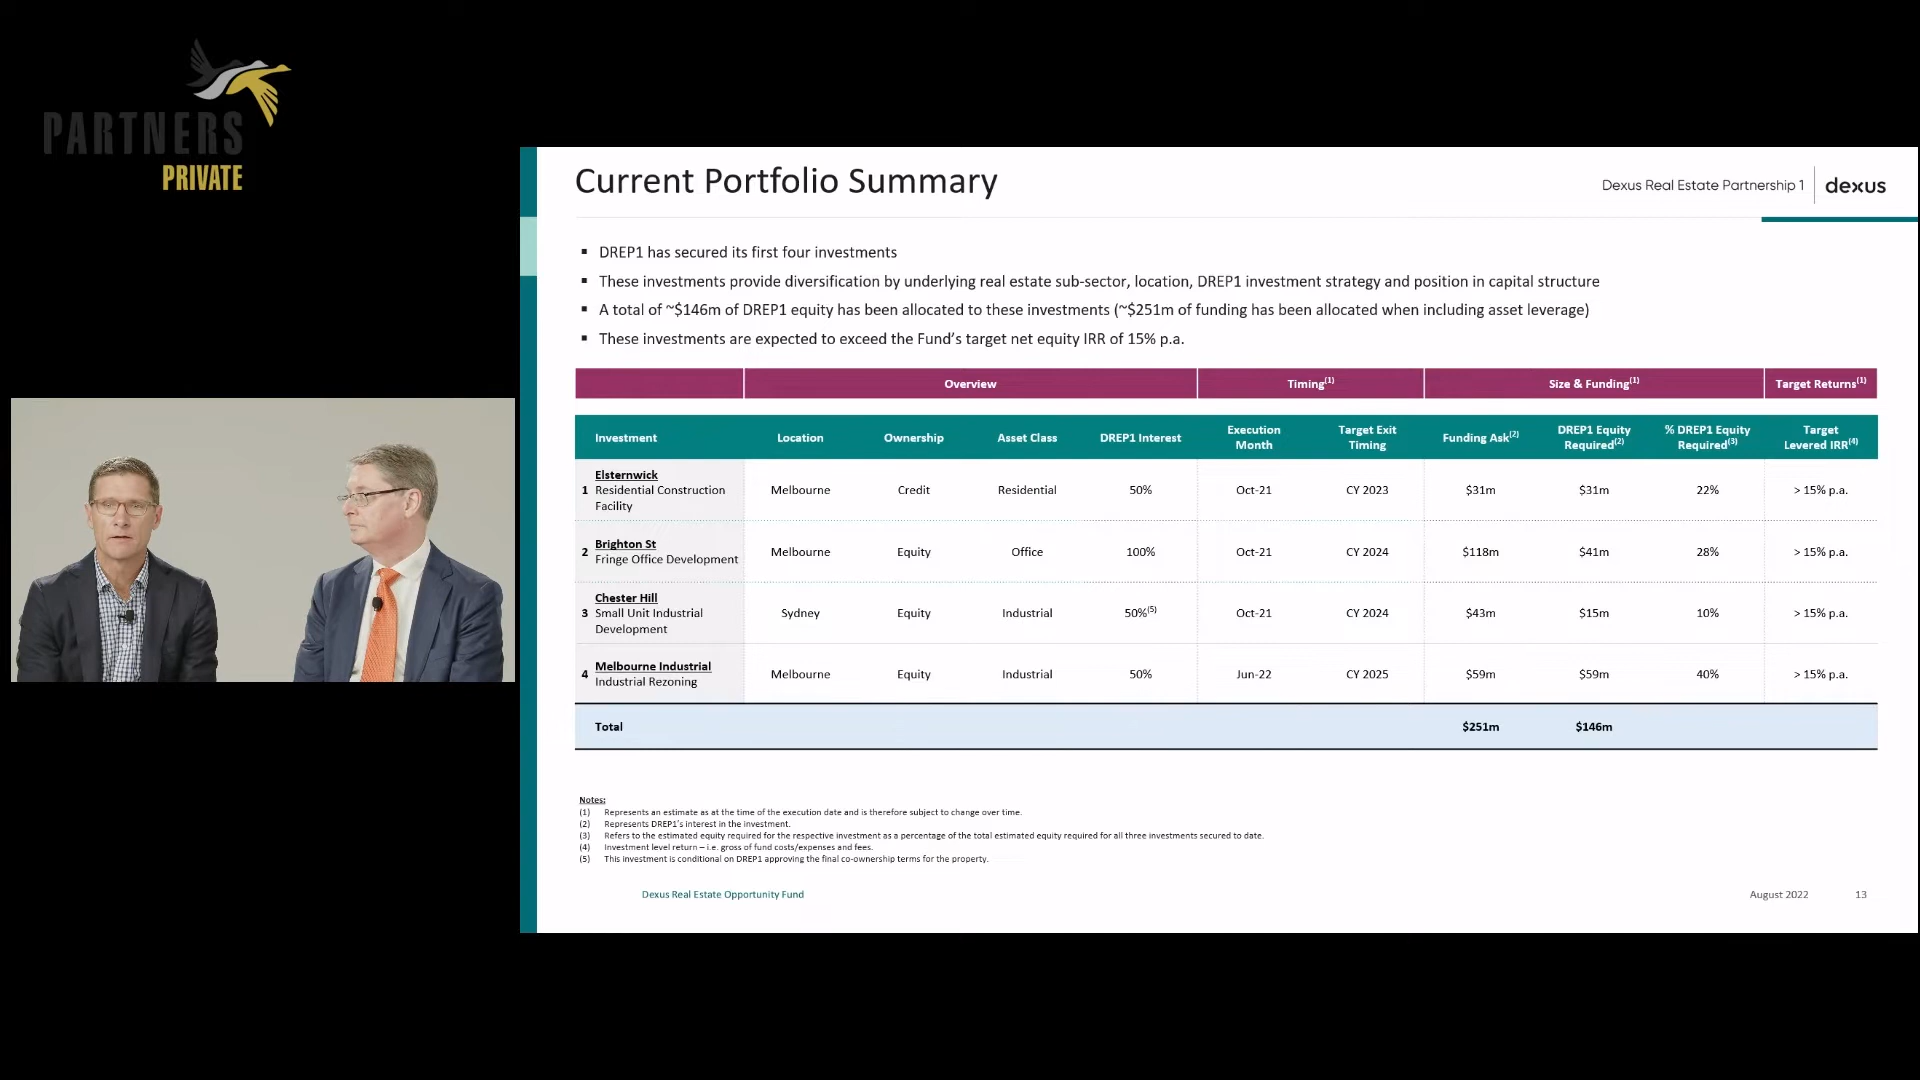 PARTNERS
PRIVATE
Current Portfolio Summary
Dexus Real Estate Partnership 1 dexus
▪ DREP1 has secured its first four investments
▪ These investments provide diversification by underlying real estate sub-sector, location, DREP1 investment strategy and position in capital structure
▪ A total of ~$146m of DREP1 equity has been allocated to these investments (~$251m of funding has been allocated when including asset leverage)
▪ These investments are expected to exceed the Fund's target net equity IRR of 15% p.a.
Overview Timing(1) Size & Funding(1) Target Returns(1)
Investment Location Ownership Asset Class DREP1 Interest Execution Month Target Exit Timing Funding Ask(2) DREP1 Equity Required(2) % DREP1 Equity Required(3) Target Levered IRR(4)
1 Elsternwick Residential Construction Facility Melbourne Credit Residential 50% Oct-21 CY 2023 $31m $31m 22% > 15% p.a.
2 Brighton St Fringe Office Development Melbourne Equity Office 100% Oct-21 CY 2024 $118m $41m 28% > 15% p.a.
3 Chester Hill Small Unit Industrial Development Sydney Equity Industrial 50%(5) Oct-21 CY 2024 $43m $15m 10% > 15% p.a.
4 Melbourne Industrial Industrial Rezoning Melbourne Equity Industrial 50% Jun-22 CY 2025 $59m $59m 40% > 15% p.a.
Total $251m $146m
Notes:
(1) Represents an estimate as at the time of the execution date and is therefore subject to change over time.
(2) Represents DREP1's interest in the investment.
(3) Refers to the estimated equity required for the respective investment as a percentage of the total estimated equity required for all three investments secured to date.
(4) Investment level return – i.e. gross of fund costs/expenses and fees.
(5) This investment is conditional on DREP1 approving the final co-ownership terms for the property.
Dexus Real Estate Opportunity Fund August 2022 13